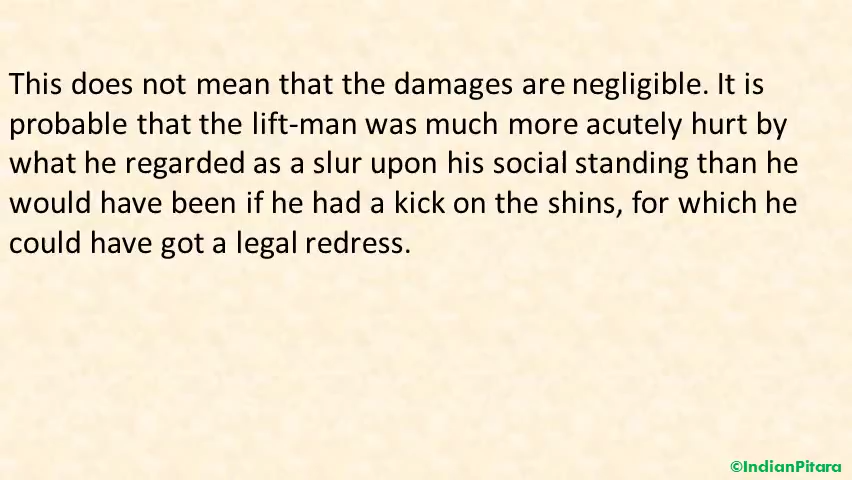 This does not mean that the damages are negligible. It is
probable that the lift-man was much more acutely hurt by
what he regarded as a slur upon his social standing than he
would have been if he had a kick on the shins, for which he
could have got a legal redress.
©IndianPitara